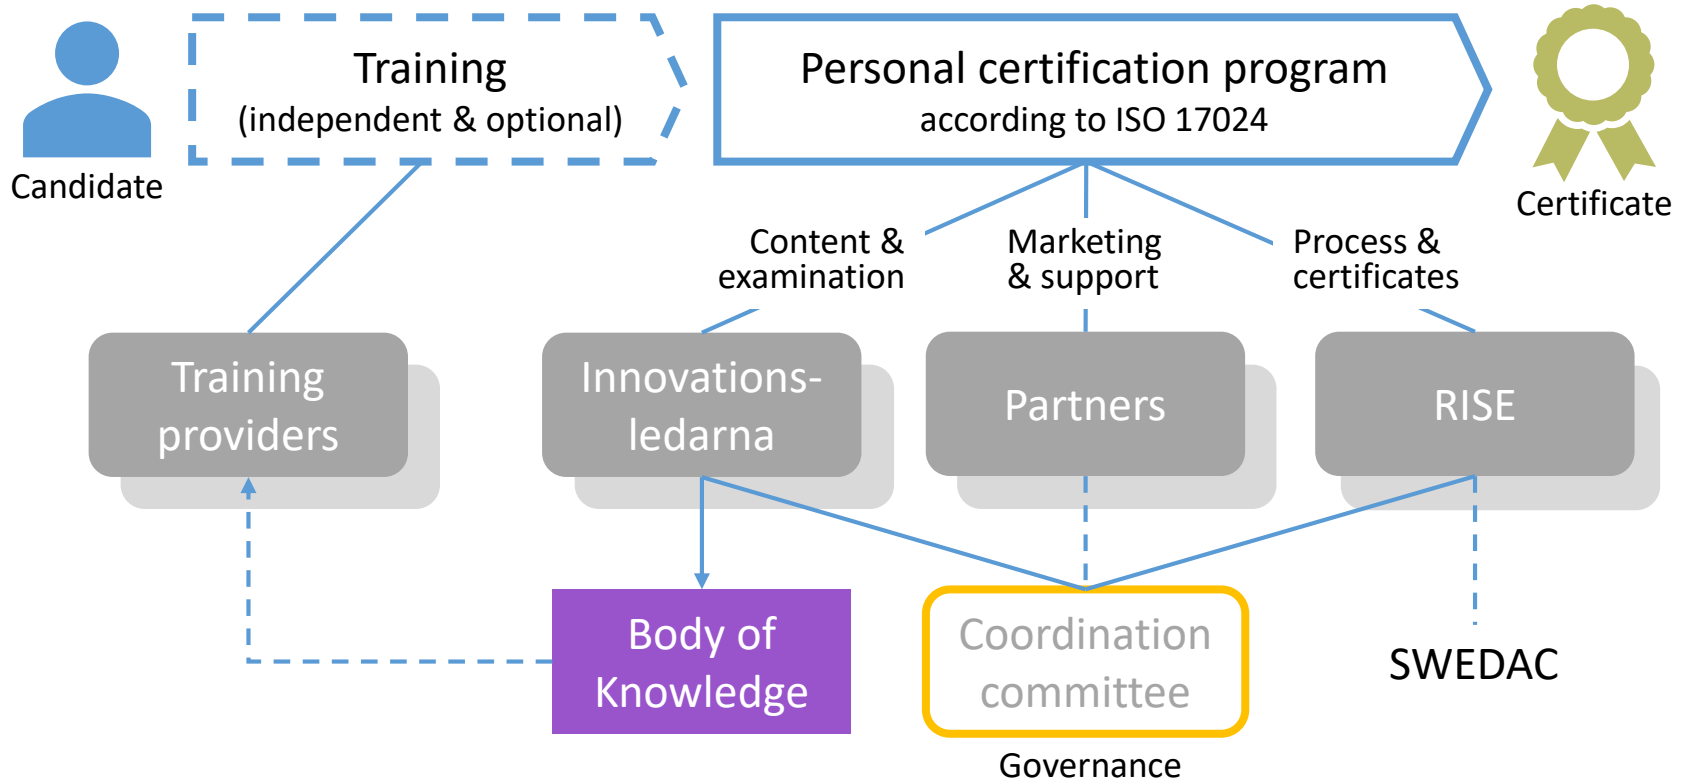 Training
(independent & optional)
Personal certification program
according to ISO 17024
Candidate
Certificate
Content &
examination
Marketing
& support
Process &
certificates
Training
providers
Innovations-
ledarna
Partners
RISE
Body of
Knowledge
Coordination
committee
SWEDAC
Governance